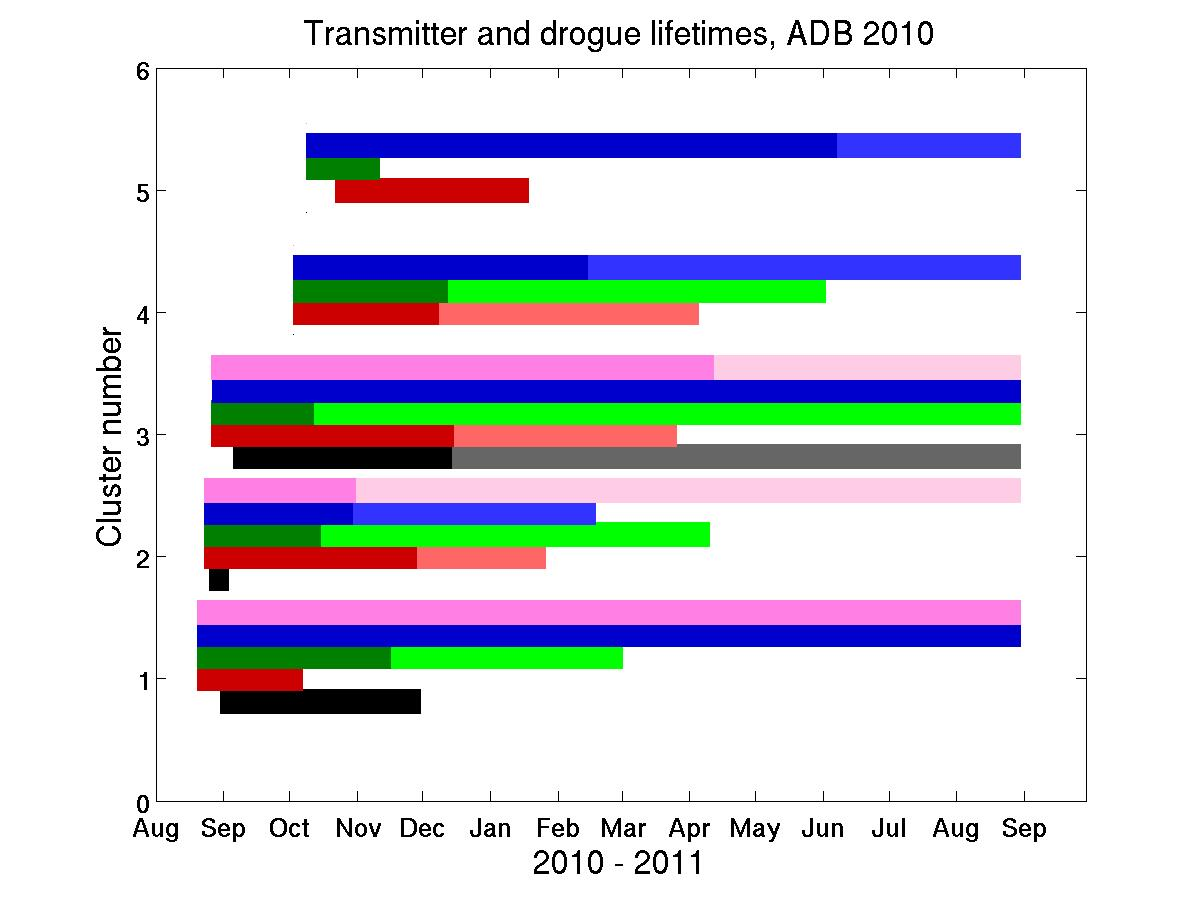 Transmitter and drogue lifetimes, ADB 2010
6
5
4
3
2
1
0
Cluster number
Aug Sep Oct Nov Dec Jan Feb Mar Apr May Jun Jul Aug Sep
2010 - 2011